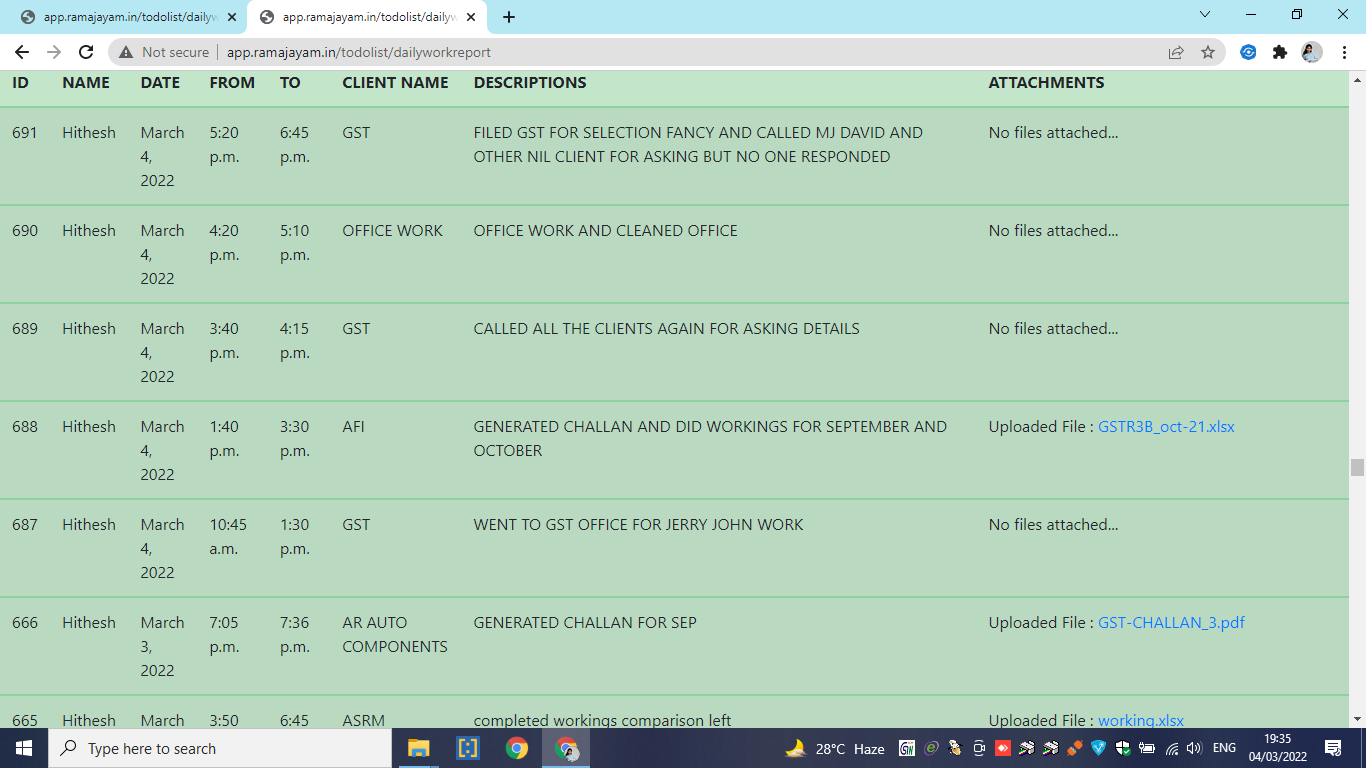 app.ramajayam.in/todolist/dailyw
app.ramajayam.in/todolist/dailyw
Not secure
app.ramajayam.in/todolist/dailyworkreport
ID NAME DATE FROM TO CLIENT NAME DESCRIPTIONS ATTACHMENTS
691 Hithesh March 5:20 6:45 GST FILED GST FOR SELECTION FANCY AND CALLED MJ DAVID AND No files attached...
4, p.m. p.m. OTHER NIL CLIENT FOR ASKING BUT NO ONE RESPONDED
2022
690 Hithesh March 4:20 5:10 OFFICE WORK OFFICE WORK AND CLEANED OFFICE No files attached...
4, p.m. p.m.
2022
689 Hithesh March 3:40 4:15 GST CALLED ALL THE CLIENTS AGAIN FOR ASKING DETAILS No files attached...
4, p.m. p.m.
2022
688 Hithesh March 1:40 3:30 AFI GENERATED CHALLAN AND DID WORKINGS FOR SEPTEMBER AND Uploaded File : GSTR3B_oct-21.xlsx
4, p.m. p.m. OCTOBER
2022
687 Hithesh March 10:45 1:30 GST WENT TO GST OFFICE FOR JERRY JOHN WORK No files attached...
4, a.m. p.m.
2022
666 Hithesh March 7:05 7:36 AR AUTO GENERATED CHALLAN FOR SEP Uploaded File : GST-CHALLAN_3.pdf
3, p.m. p.m. COMPONENTS
2022
665 Hithesh March 3:50 6:45 ASRM completed workings comparison left Uploaded File : working.xlsx
Type here to search
28°C Haze
ENG
19:35
04/03/2022